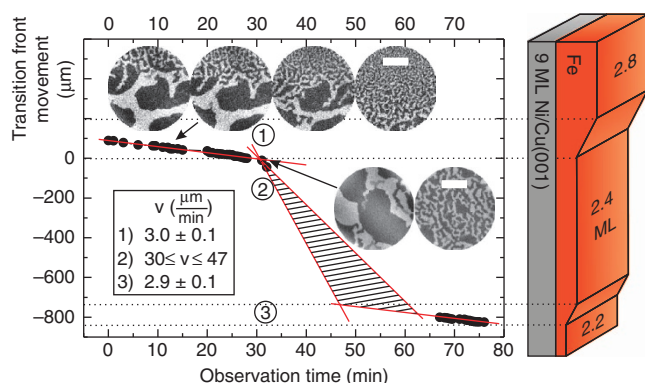 0 10 20 30 40 50 60 70
Transition front
movement
(μm)
0
−200
−400
−600
−800
1
2
3
v (μm/min)
1) 3.0 ± 0.1
2) 30≤ v ≤ 47
3) 2.9 ± 0.1
0 10 20 30 40 50 60 70 80
Observation time (min)
9 ML Ni/Cu(001)
Fe
2.8
2.4
ML
2.2